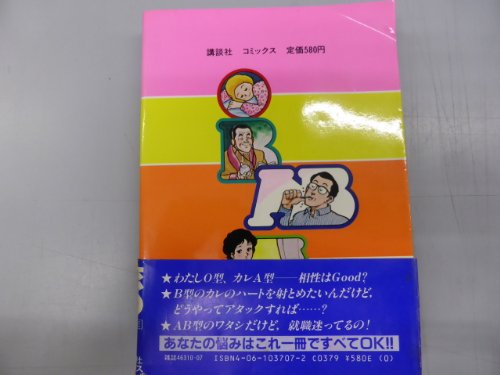 講談社 コミックス 定価580円
O
B
AB
★わたしO型、カレA型――相性はGood?
★B型のカレのハートを射とめたいんだけど、
どうやってアタックすれば……?
★AB型のワタシだけど、就職迷ってるの!
あなたの悩みはこれ一冊ですべてOK!!
雑誌46310-07
ISBN4-06-103707-2 C0379 ¥580E (0)